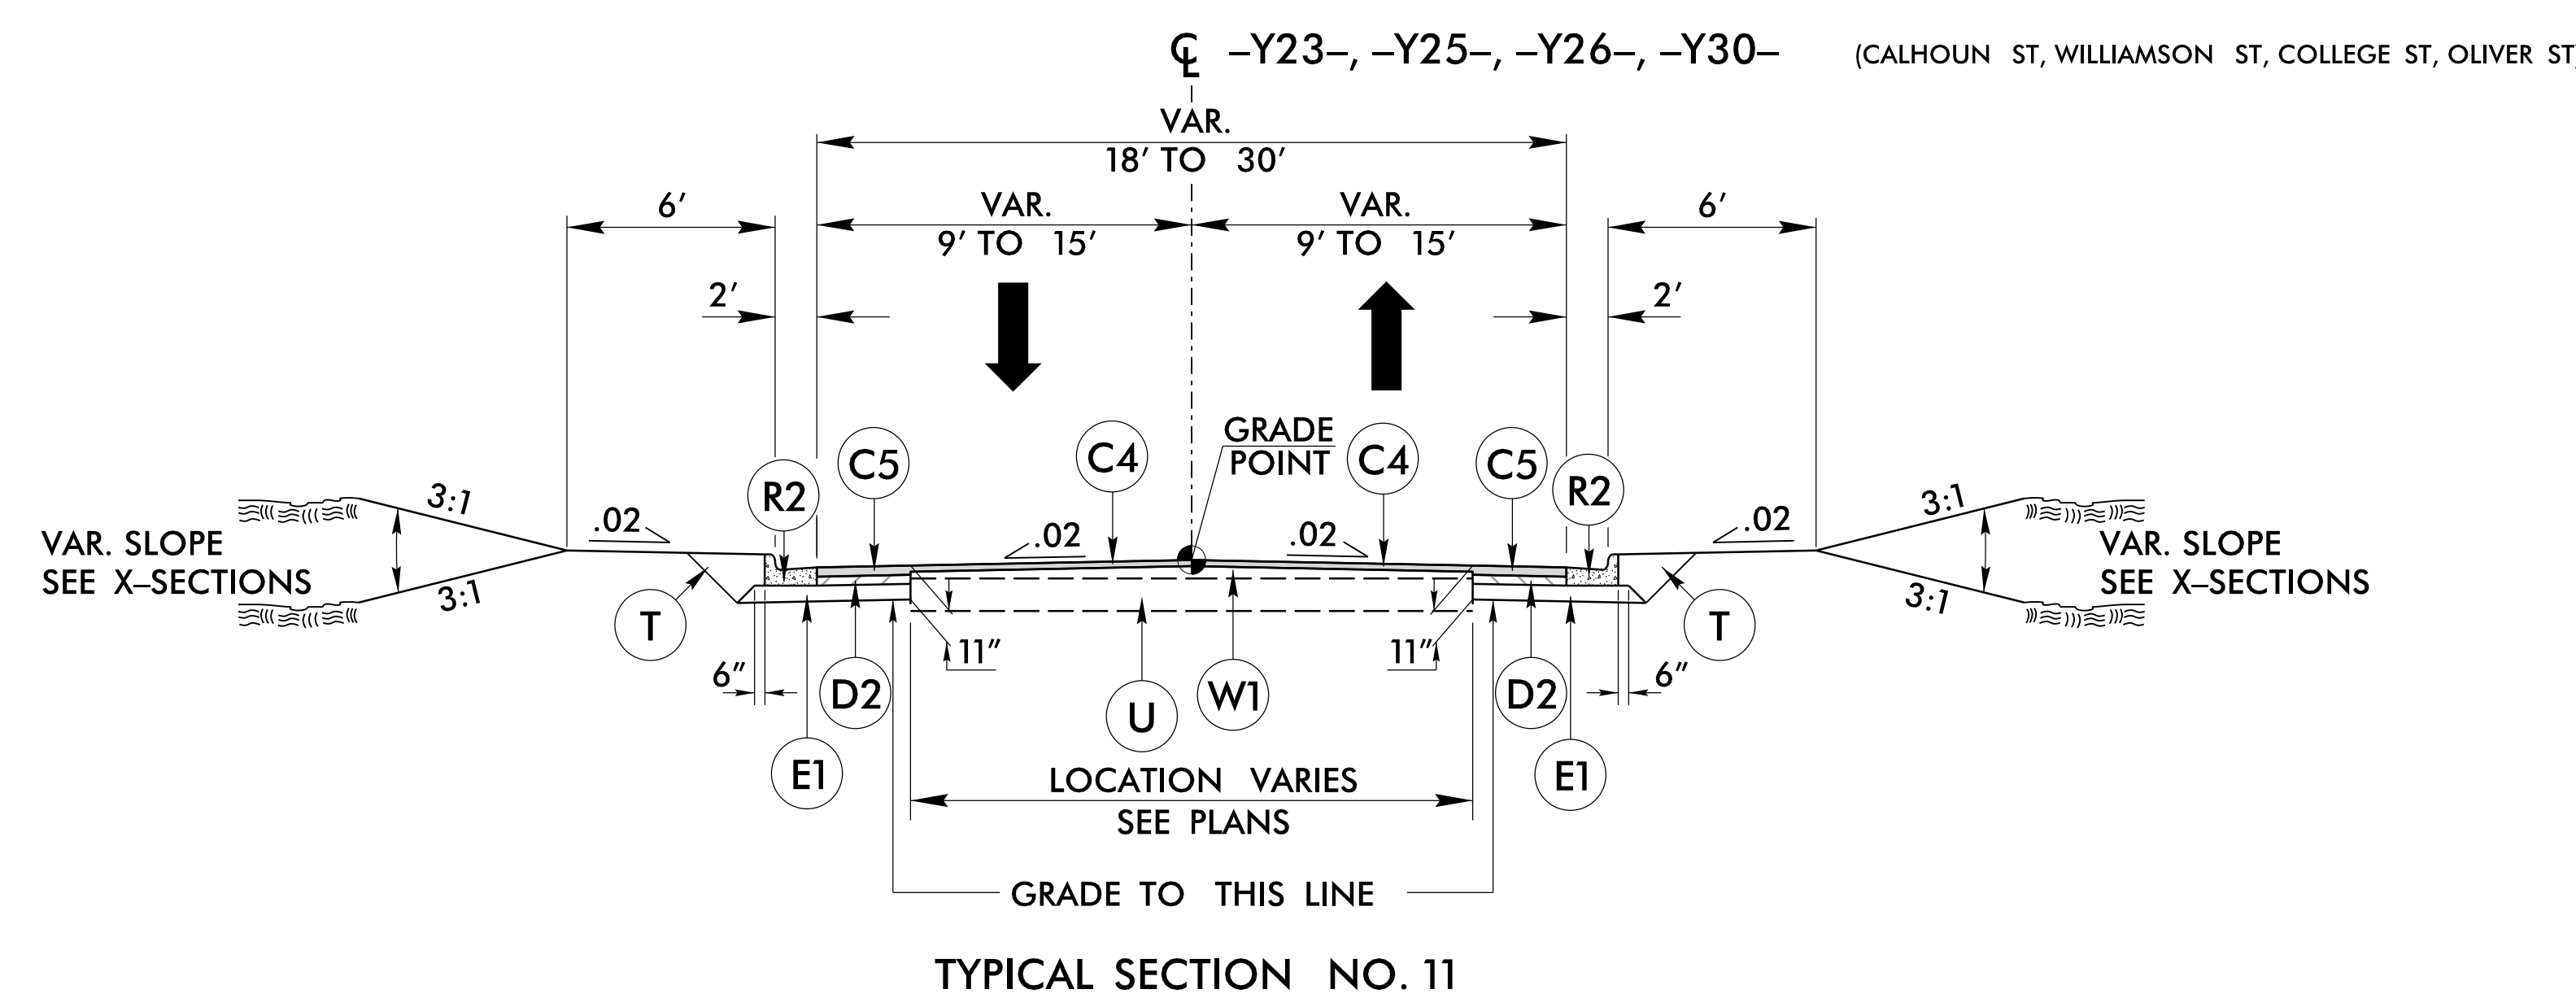 ℄ –Y23–, –Y25–, –Y26–, –Y30– (CALHOUN ST, WILLIAMSON ST, COLLEGE ST, OLIVER ST
VAR.
18' TO 30'
6' VAR. VAR. 6'
9' TO 15' 9' TO 15'
2' 2'
GRADE
POINT
R2 C5 C4 C4 C5 R2
3:1 .02 .02 .02 .02 3:1
VAR. SLOPE
SEE X–SECTIONS
VAR. SLOPE
SEE X–SECTIONS
3:1 3:1
T T
11" 11"
6" 6"
D2 U W1 D2
E1 E1
LOCATION VARIES
SEE PLANS
GRADE TO THIS LINE
TYPICAL SECTION NO. 11